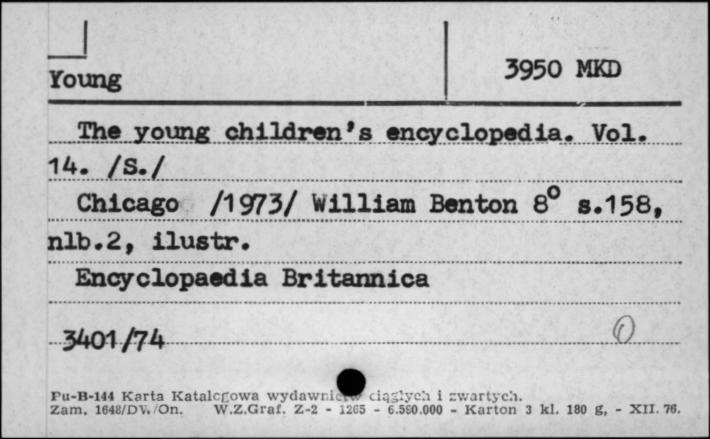 Young
3950 MKD
The young children's encyclopedia. Vol.
14. /S./
Chicago /1973/ William Benton 8° s.158,
nlb.2, ilustr.
Encyclopaedia Britannica
3401/74
Pu-B-144 Karta Katalogowa wydawnictw ciągłych i zwartych.
Zam. 1648/DW./On. W.Z.Graf. Z-2 - 1265 - 6.590.000 - Karton 3 kl. 180 g, - XII. 76.